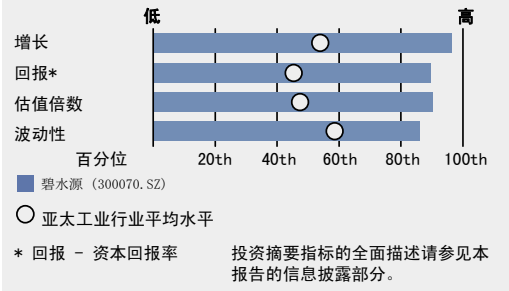 低 高
增长
回报*
估值倍数
波动性
百分位 20th 40th 60th 80th 100th
碧水源 (300070.SZ)
亚太工业行业平均水平
* 回报 - 资本回报率 投资摘要指标的全面描述请参见本
报告的信息披露部分。